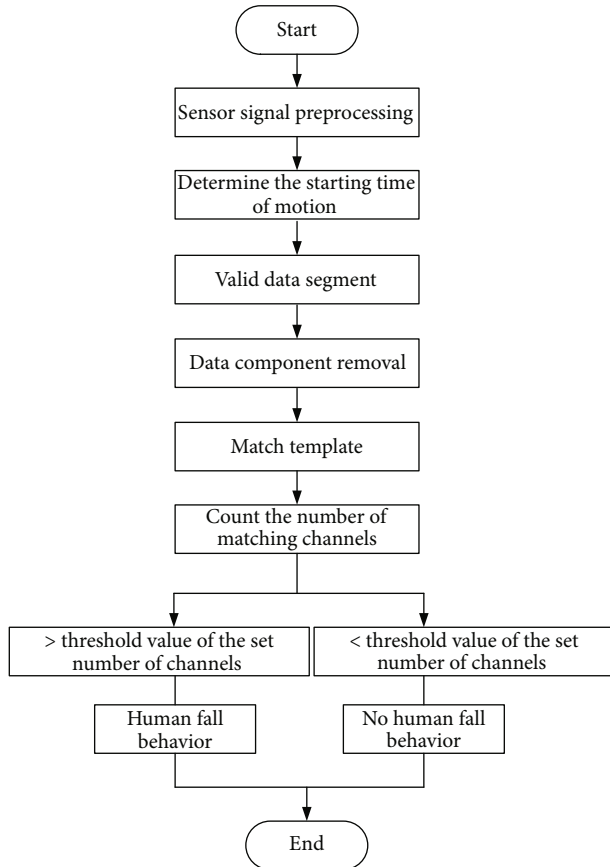 Start
Sensor signal preprocessing
Determine the starting time
of motion
Valid data segment
Data component removal
Match template
Count the number of
matching channels
> threshold value of the set
number of channels
< threshold value of the set
number of channels
Human fall
behavior
No human fall
behavior
End